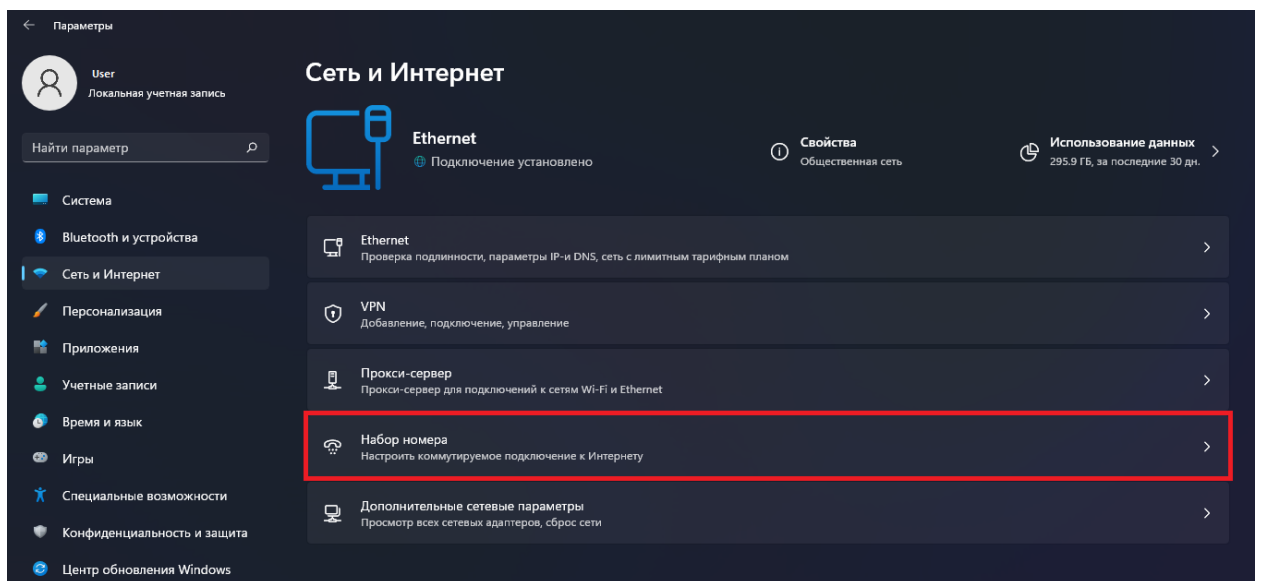 Параметры
User
Локальная учетная запись
Найти параметр
Система
Bluetooth и устройства
Сеть и Интернет
Персонализация
Приложения
Учетные записи
Время и язык
Игры
Специальные возможности
Конфиденциальность и защита
Центр обновления Windows
Сеть и Интернет
Ethernet
Подключение установлено
Свойства
Общественная сеть
Использование данных
295.9 ГБ, за последние 30 дн.
Ethernet
Проверка подлинности, параметры IP-и DNS, сеть с лимитным тарифным планом
VPN
Добавление, подключение, управление
Прокси-сервер
Прокси-сервер для подключений к сетям Wi-Fi и Ethernet
Набор номера
Настроить коммутируемое подключение к Интернету
Дополнительные сетевые параметры
Просмотр всех сетевых адаптеров, сброс сети